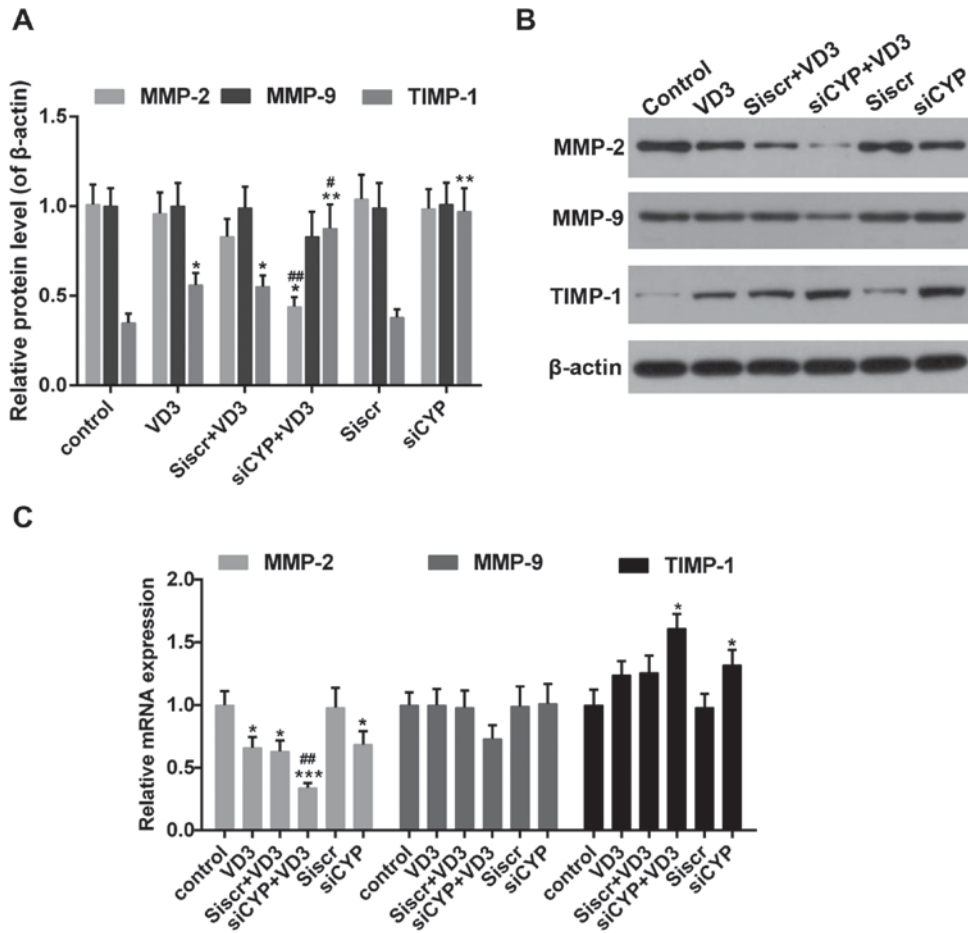 A
MMP-2 MMP-9 TIMP-1
Relative protein level (of β-actin)
1.5
1.0
0.5
0.0
*
*
##
*
#
**
**
control
VD3
Siscr+VD3
siCYP+VD3
Siscr
siCYP
B
Control
VD3
Siscr+VD3
siCYP+VD3
Siscr
siCYP
MMP-2
MMP-9
TIMP-1
β-actin
C
MMP-2 MMP-9 TIMP-1
Relative mRNA expression
2.0
1.5
1.0
0.5
0.0
*
*
##
***
*
*
*
control
VD3
Siscr+VD3
siCYP+VD3
Siscr
siCYP
control
VD3
Siscr+VD3
siCYP+VD3
Siscr
siCYP
control
VD3
Siscr+VD3
siCYP+VD3
Siscr
siCYP